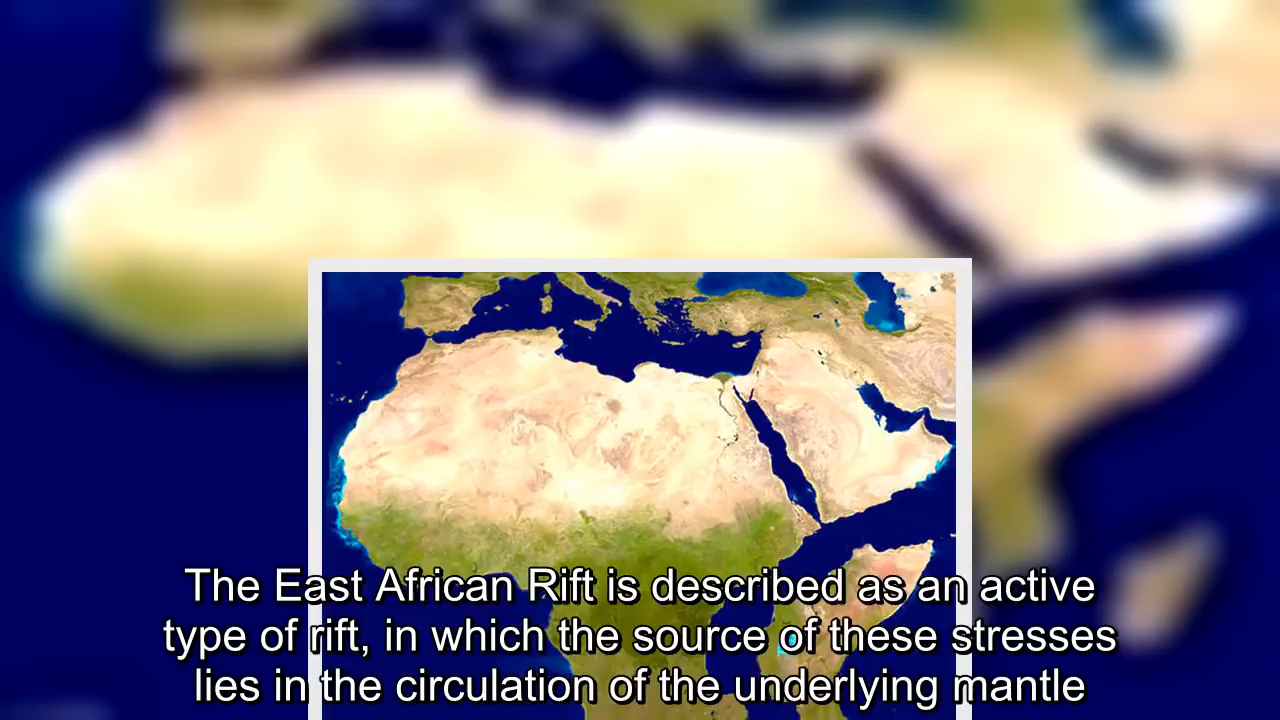 The East African Rift is described as an active
type of rift, in which the source of these stresses
lies in the circulation of the underlying mantle